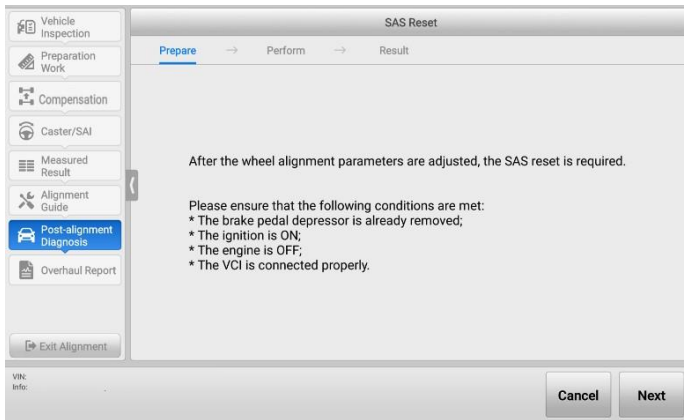 SAS Reset
Prepare → Perform → Result
Vehicle
Inspection
Preparation
Work
Compensation
Caster/SAI
Measured
Result
Alignment
Guide
Post-alignment
Diagnosis
Overhaul Report
Exit Alignment
After the wheel alignment parameters are adjusted, the SAS reset is required.
Please ensure that the following conditions are met:
* The brake pedal depressor is already removed;
* The ignition is ON;
* The engine is OFF;
* The VCI is connected properly.
VIN:
Info:
Cancel
Next